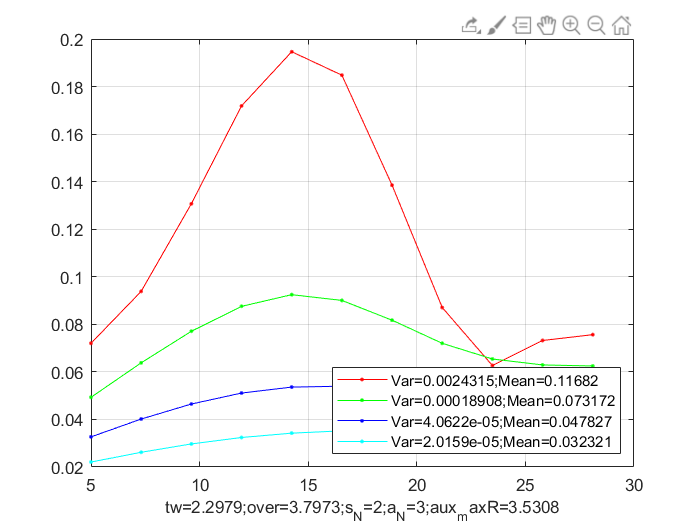 0.2
0.18
0.16
0.14
0.12
0.1
0.08
0.06
0.04
0.02
Var=0.0024315;Mean=0.11682
Var=0.00018908;Mean=0.073172
Var=4.0622e-05;Mean=0.047827
Var=2.0159e-05;Mean=0.032321
5 10 15 20 25 30
tw=2.2979;over=3.7973;s_N=2;a_N=3;aux_maxR=3.5308